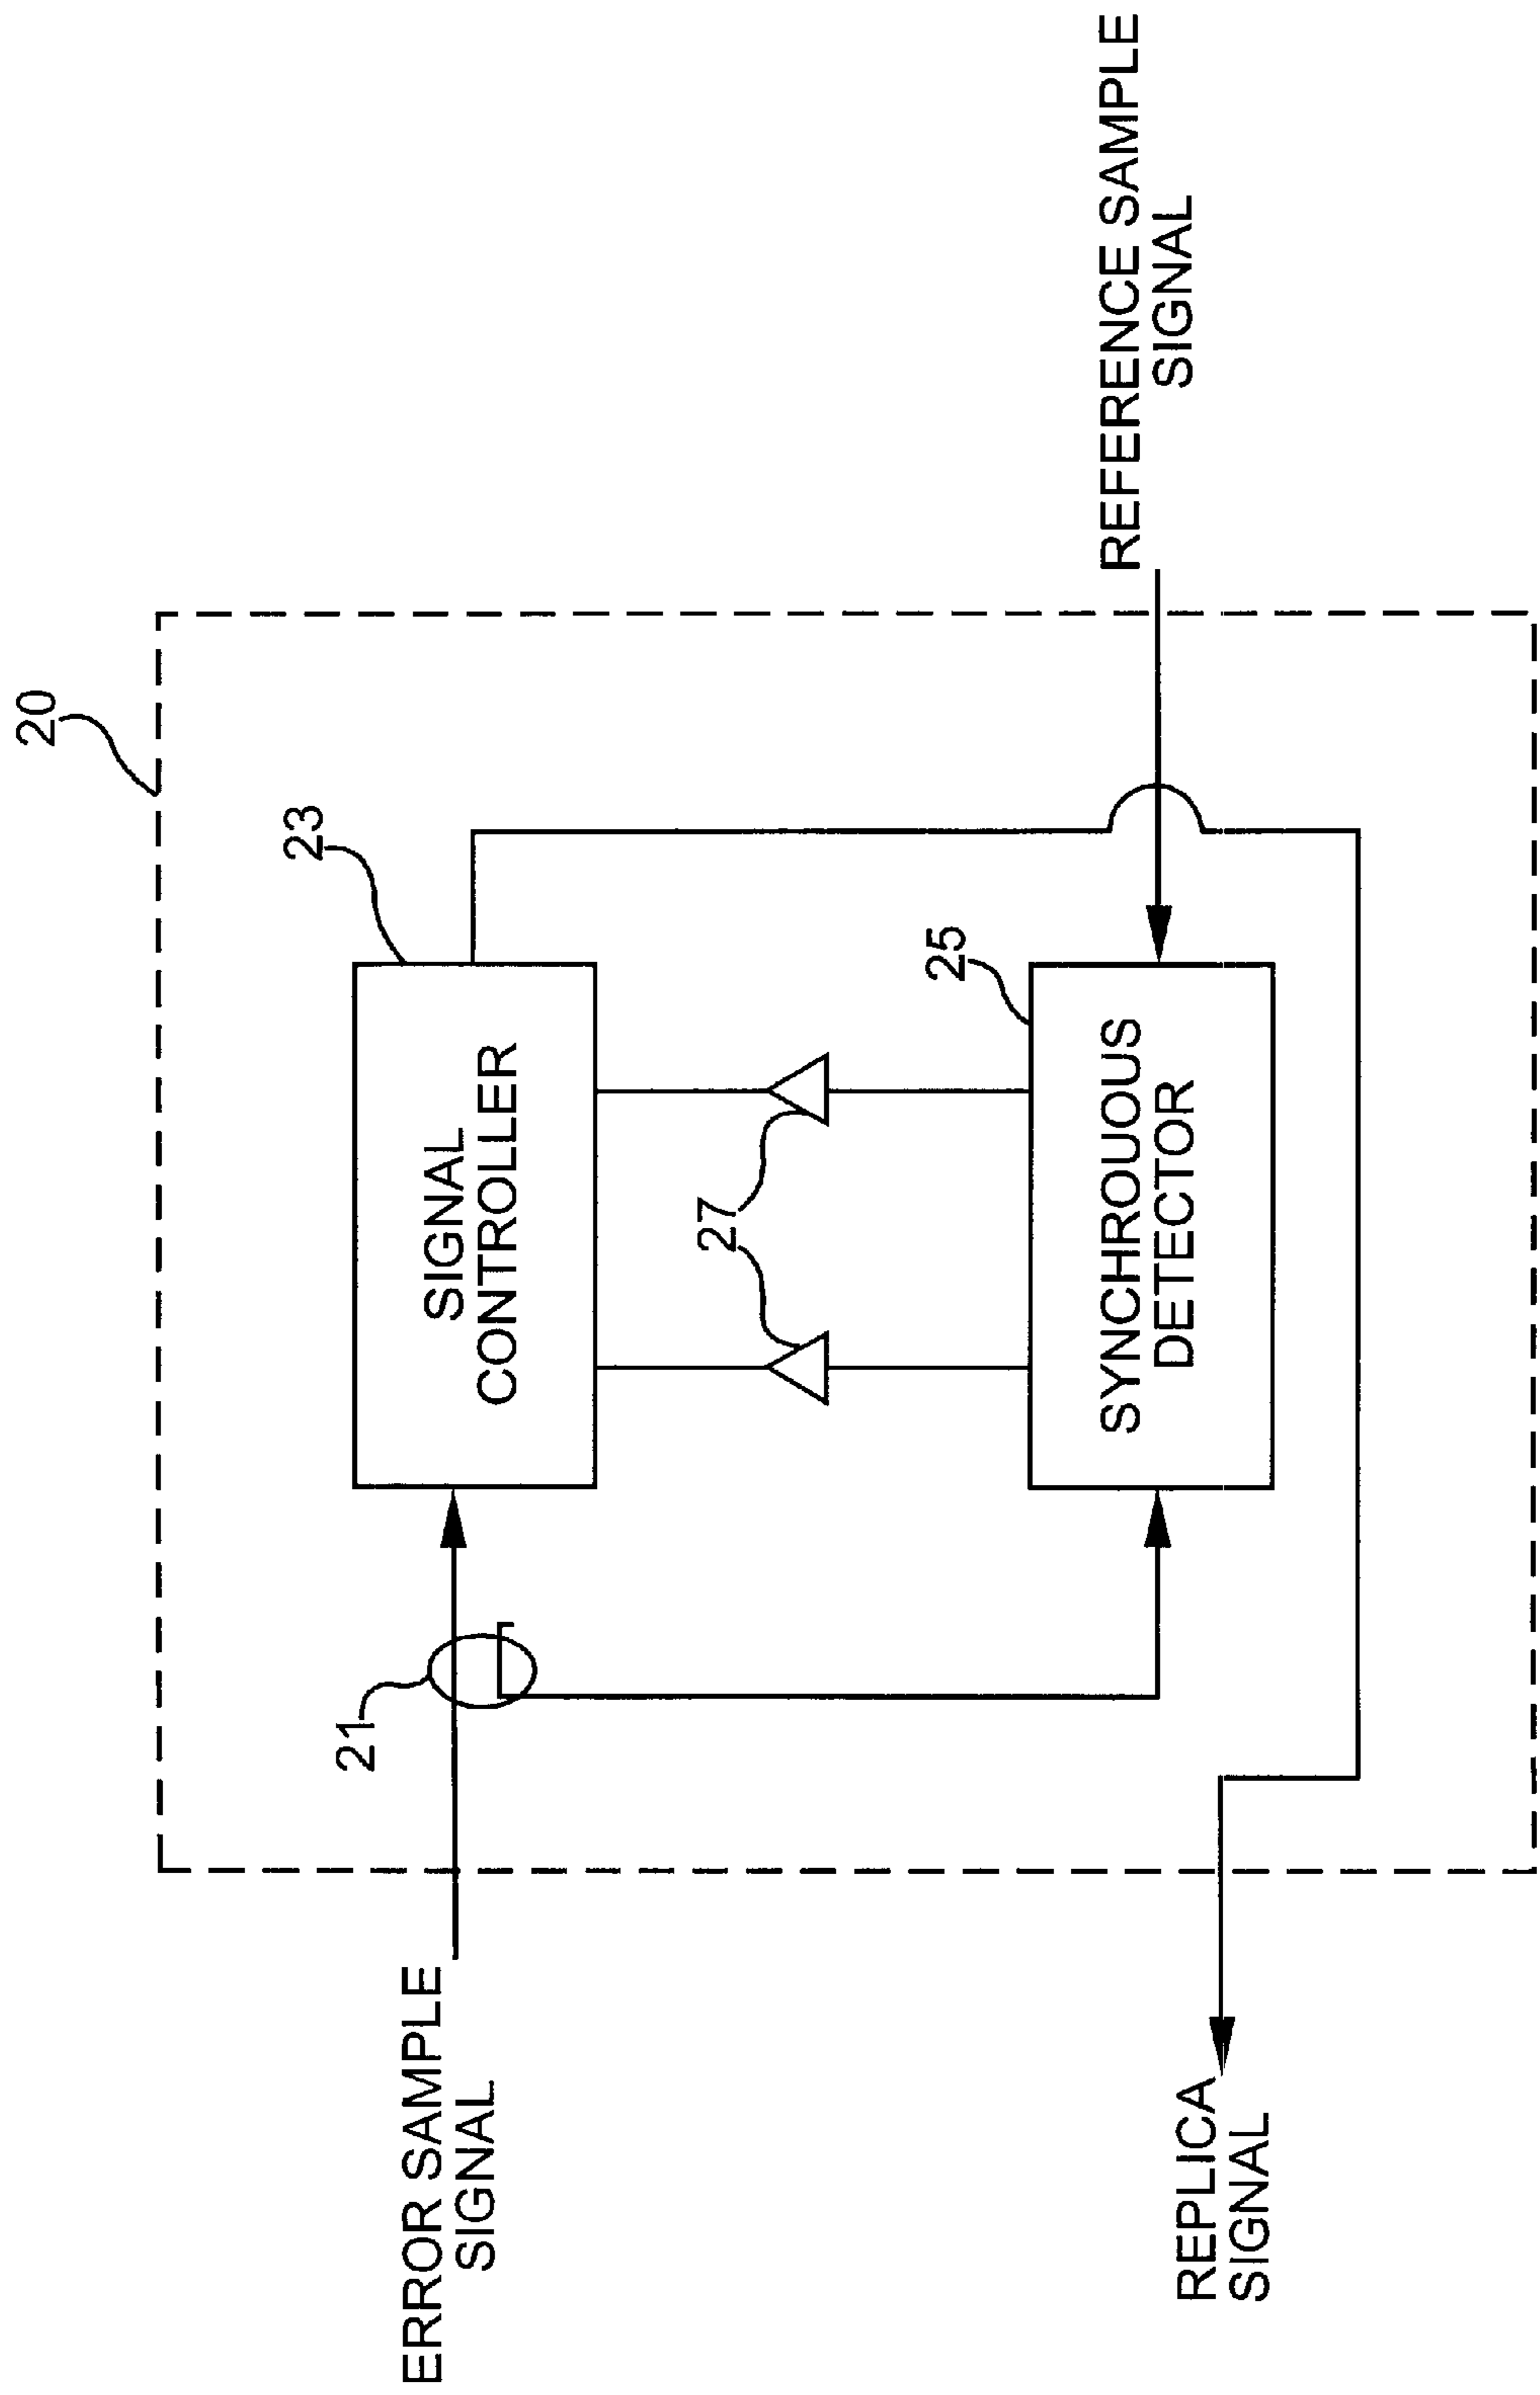 20
23
21
SIGNAL
CONTROLLER
ERROR SAMPLE
SIGNAL
27
25
SYNCHROUOUS
DETECTOR
REFERENCE SAMPLE
SIGNAL
REPLICA
SIGNAL